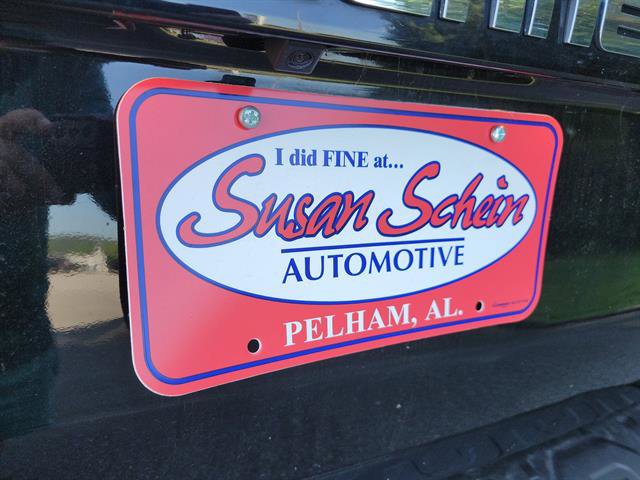 I did FINE at...
Susan Schein
AUTOMOTIVE
PELHAM, AL.